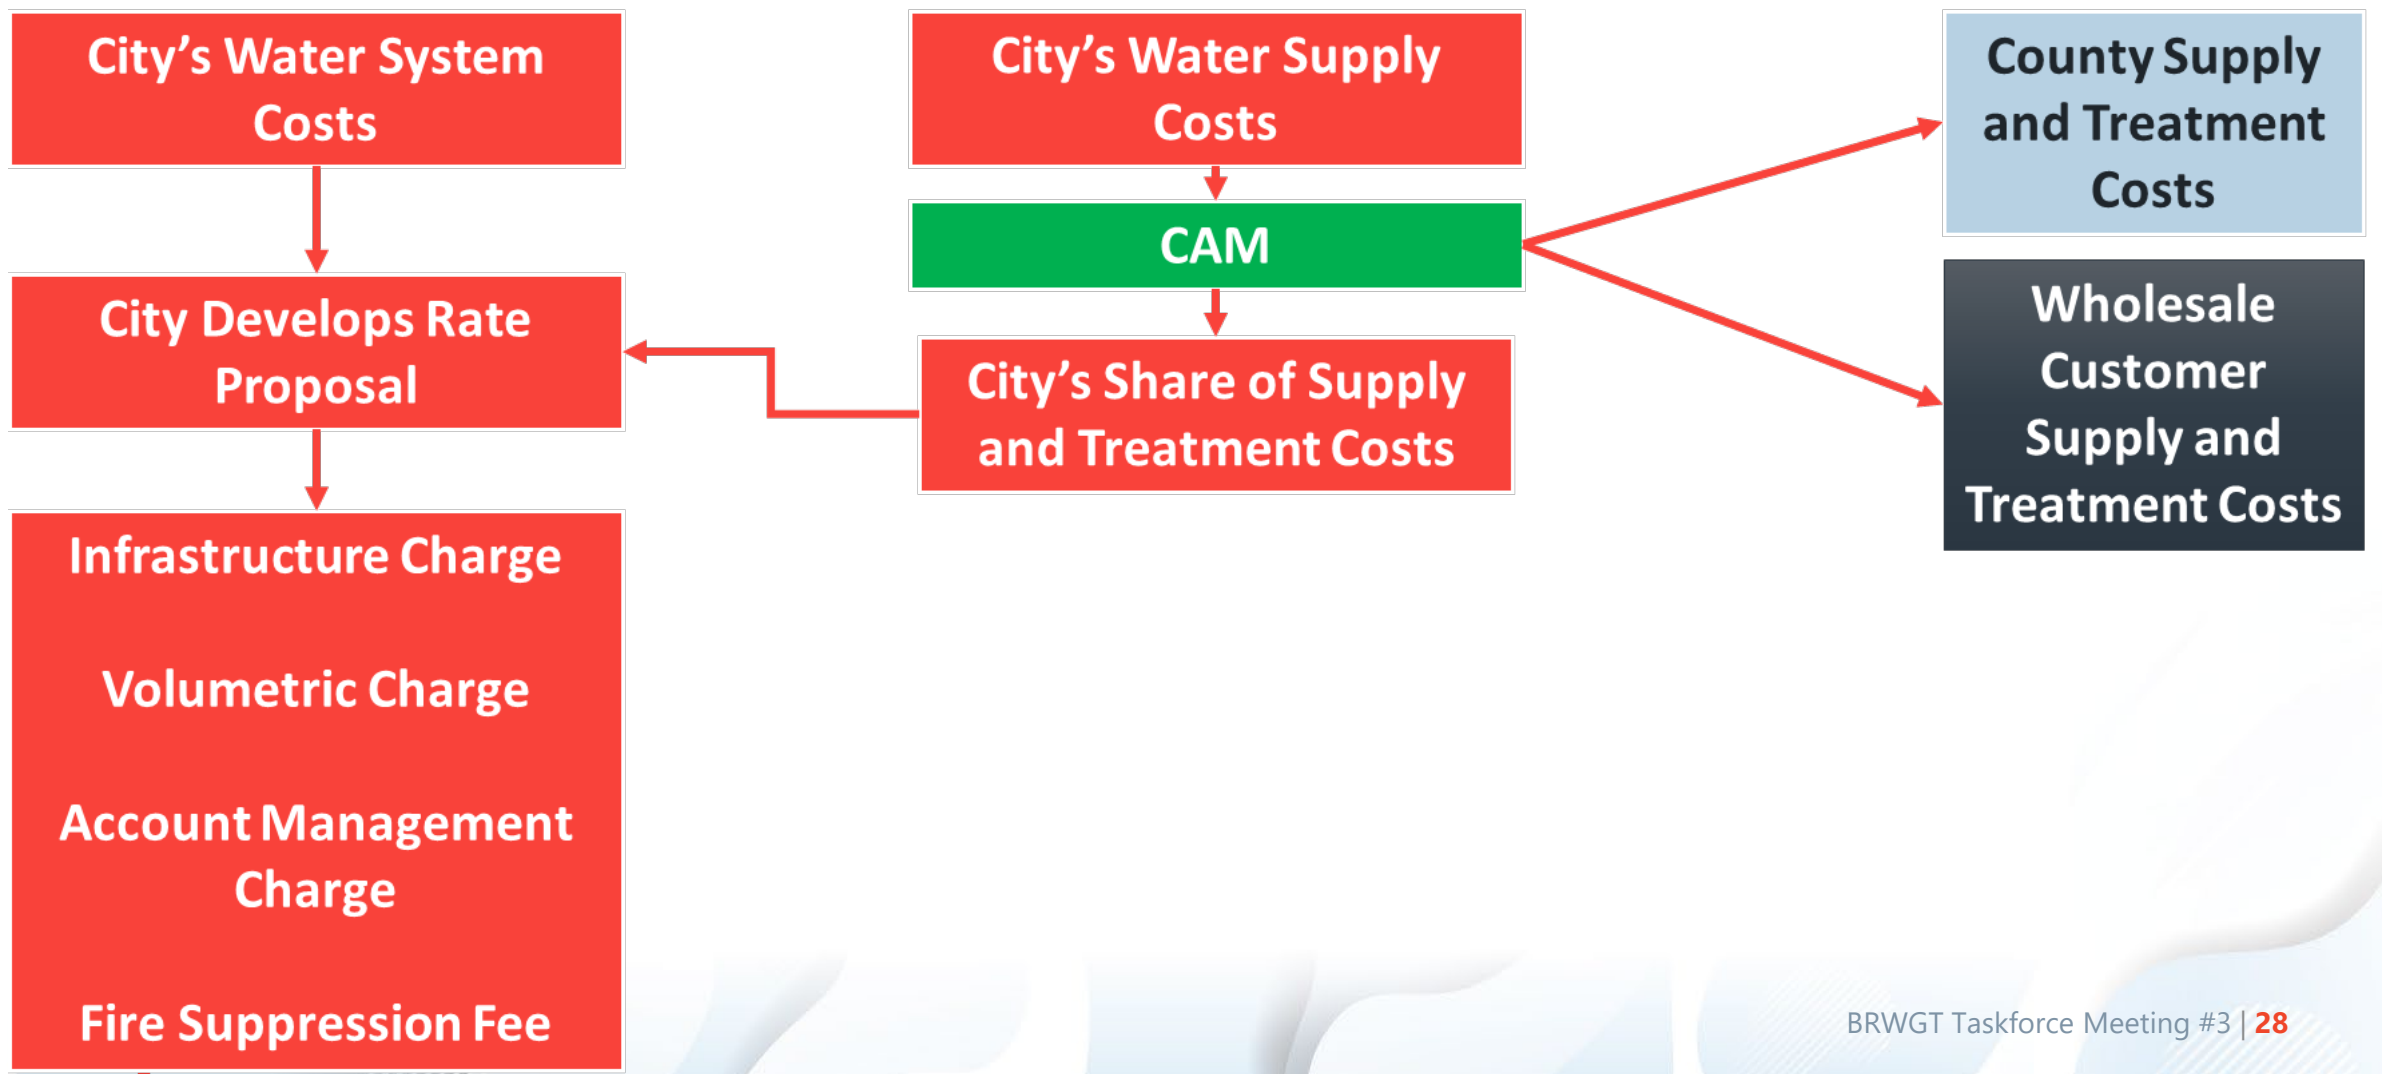 City’s Water System
Costs
City Develops Rate
Proposal
Infrastructure Charge
Volumetric Charge
Account Management
Charge
Fire Suppression Fee
City’s Water Supply
Costs
CAM
City’s Share of Supply
and Treatment Costs
County Supply
and Treatment
Costs
Wholesale
Customer
Supply and
Treatment Costs
BRWGT Taskforce Meeting #3 | 28